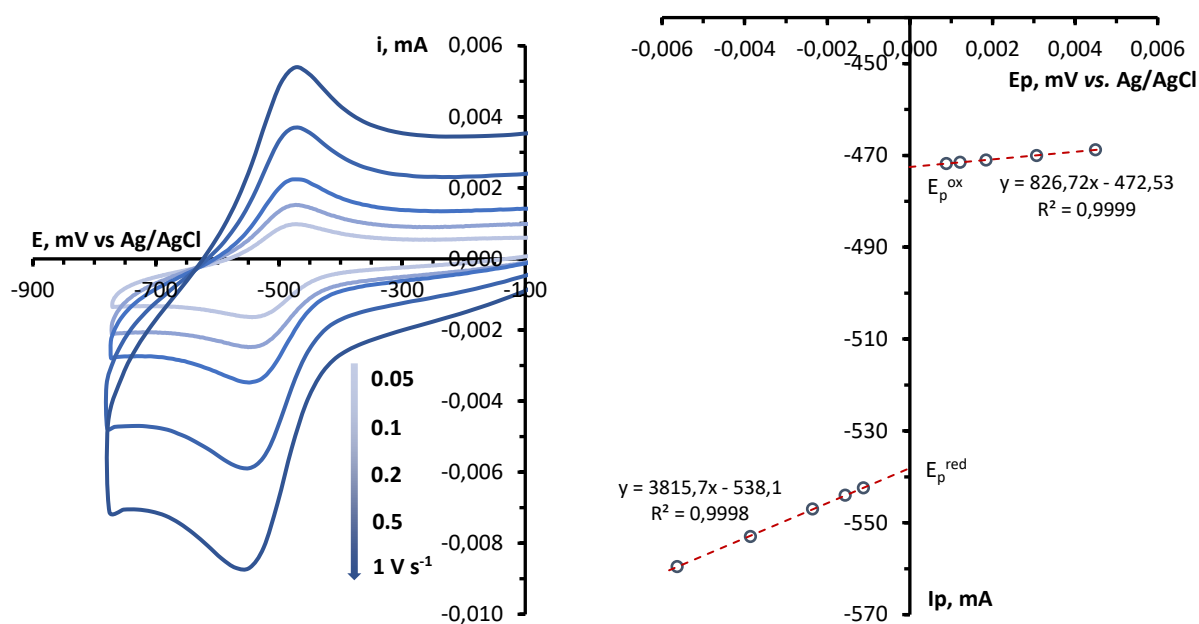 i, mA
0,006
0,004
0,002
0,000
-0,002
-0,004
-0,006
-0,008
-0,010
E, mV vs Ag/AgCl
-900
-700
-500
-300
-100
0.05
0.1
0.2
0.5
1 V s⁻¹
-0,006
-0,004
-0,002
0,000
0,002
0,004
0,006
Ep, mV vs. Ag/AgCl
-450
-470
-490
-510
-530
-550
-570
Eₚᵒˣ
y = 826,72x - 472,53
R² = 0,9999
Eₚʳᵉᵈ
y = 3815,7x - 538,1
R² = 0,9998
Ip, mA